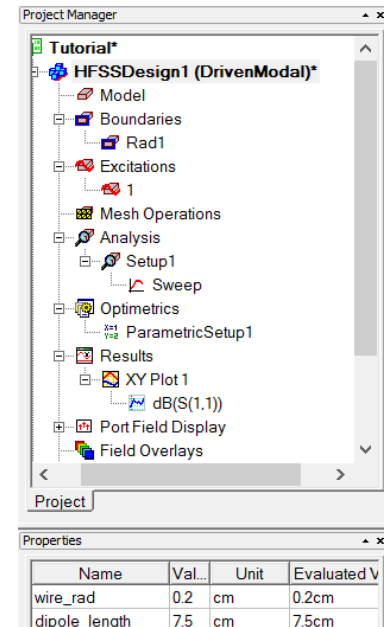 Project Manager
Tutorial*
HFSSDesign1 (DrivenModal)*
Model
Boundaries
Rad1
Excitations
1
Mesh Operations
Analysis
Setup1
Sweep
Optimetrics
ParametricSetup1
Results
XY Plot 1
dB(S(1,1))
Port Field Display
Field Overlays
Project
Properties
Name Val... Unit Evaluated V
wire_rad 0.2 cm 0.2cm
dipole_length 7.5 cm 7.5cm